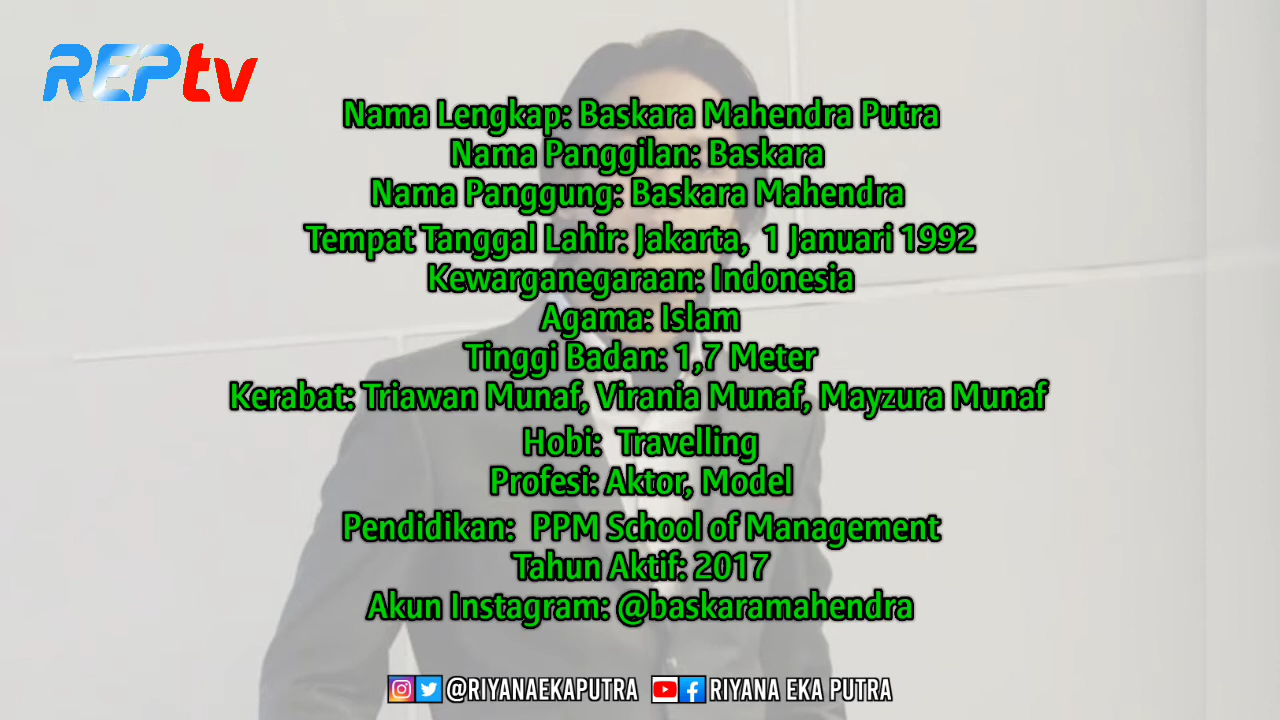 REPtv
Nama Lengkap: Baskara Mahendra Putra
Nama Panggilan: Baskara
Nama Panggung: Baskara Mahendra
Tempat Tanggal Lahir: Jakarta, 1 Januari 1992
Kewarganegaraan: Indonesia
Agama: Islam
Tinggi Badan: 1,7 Meter
Kerabat: Triawan Munaf, Virania Munaf, Mayzura Munaf
Hobi: Travelling
Profesi: Aktor, Model
Pendidikan: PPM School of Management
Tahun Aktif: 2017
Akun Instagram: @baskaramahendra
@RIYANAEKAPUTRA RIYANA EKA PUTRA